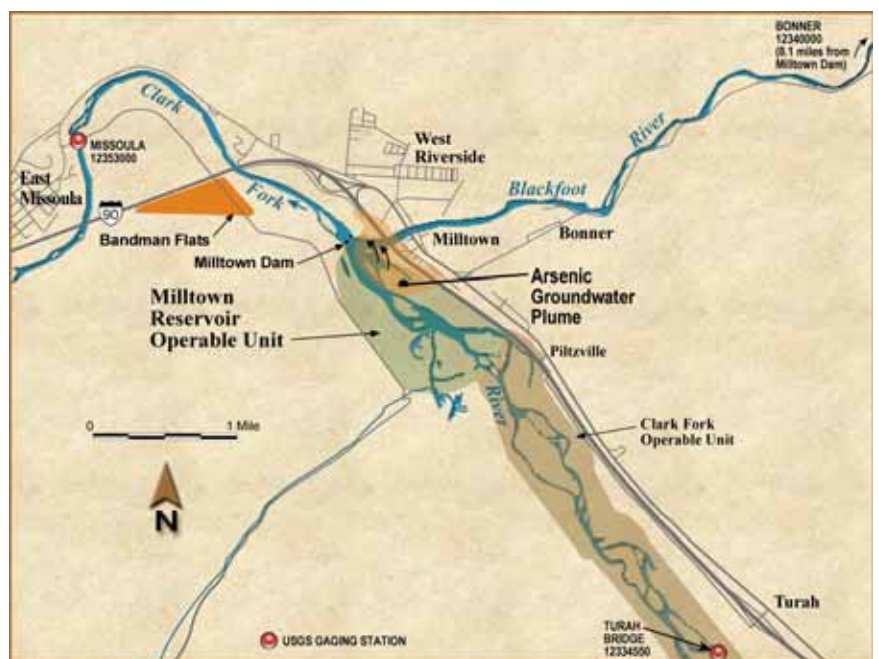 BONNER
12340000
(8.1 miles from
Milltown Dam)
Clark
Fork
MISSOULA
12353000
East
Missoula
West
Riverside
River
Blackfoot
90
Bandman Flats
Milltown Dam
Milltown
Bonner
Arsenic
Groundwater
Plume
Milltown
Reservoir
Operable Unit
Piltzville
River
0 1 Mile
Clark Fork
Operable Unit
N
Turah
TURAH
BRIDGE
12334550
USGS GAGING STATION